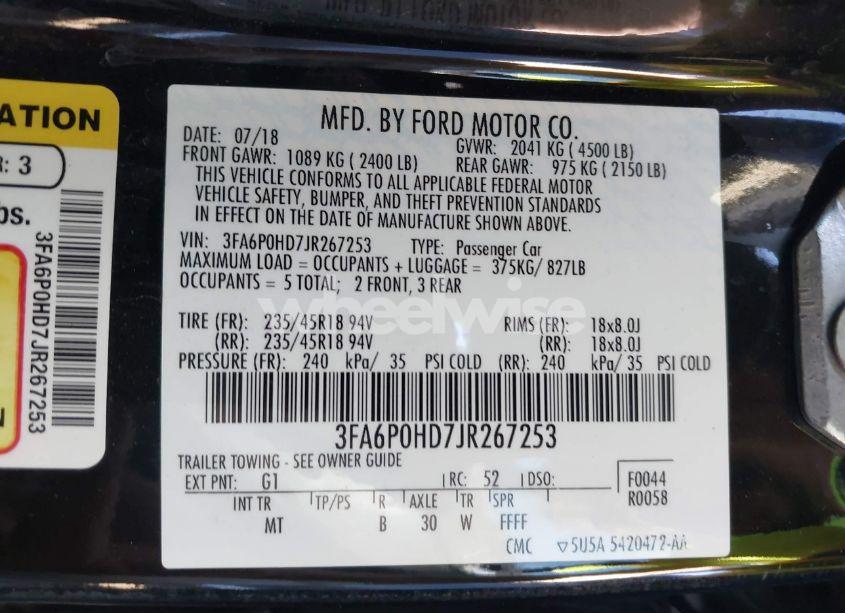 ATION
R: 3
bs.
3FA6P0HD7JR267253
N
MFD. BY FORD MOTOR CO.
DATE: 07/18 GVWR: 2041 KG ( 4500 LB)
FRONT GAWR: 1089 KG ( 2400 LB) REAR GAWR: 975 KG ( 2150 LB)
THIS VEHICLE CONFORMS TO ALL APPLICABLE FEDERAL MOTOR
VEHICLE SAFETY, BUMPER, AND THEFT PREVENTION STANDARDS
IN EFFECT ON THE DATE OF MANUFACTURE SHOWN ABOVE.
VIN: 3FA6P0HD7JR267253 TYPE: Passenger Car
MAXIMUM LOAD = OCCUPANTS + LUGGAGE = 375KG/ 827LB
OCCUPANTS = 5 TOTAL; 2 FRONT, 3 REAR
wheelwise
TIRE (FR): 235/45R18 94V RIMS (FR): 18x8.0J
(RR): 235/45R18 94V (RR): 18x8.0J
PRESSURE (FR): 240 kPa/ 35 PSI COLD (RR): 240 kPa/ 35 PSI COLD
3FA6P0HD7JR267253
TRAILER TOWING - SEE OWNER GUIDE
EXT PNT: G1 RC: 52 DSO: F0044
R0058
INT TR TP/PS R AXLE TR SPR
MT B 30 W FFFF
CMC ▽5U5A 5420472-AA